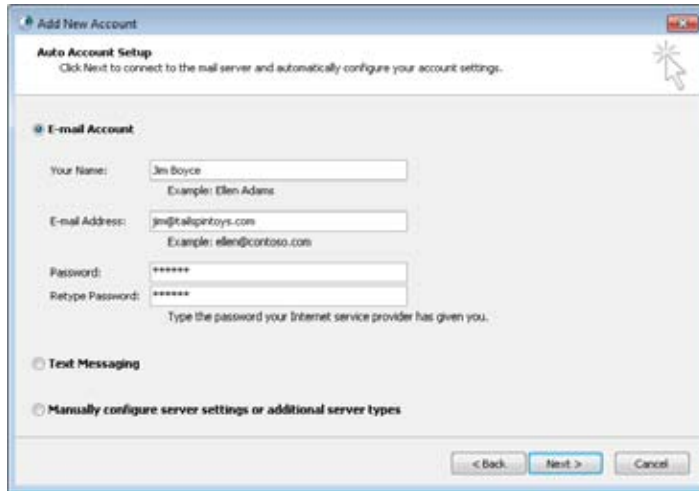 Add New Account
Auto Account Setup
Click Next to connect to the mail server and automatically configure your account settings.
E-mail Account
Your Name: Jim Boyce
Example: Ellen Adams
E-mail Address: jim@tailspintoys.com
Example: ellen@contoso.com
Password: ******
Retype Password: ******
Type the password your Internet service provider has given you.
Text Messaging
Manually configure server settings or additional server types
< Back Next > Cancel